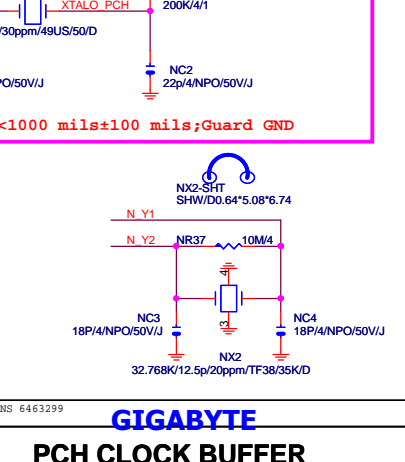 XTALO_PCH
200K/4/1
/30ppm/49US/50/D
NC2
PO/50V/J
22p/4/NPO/50V/J
<1000 mils±100 mils;Guard GND
NX2-SHT
SHW/D0.64*5.08*6.74
N_Y1
N_Y2
NR37
10M/4
4
3
NC3
18P/4/NPO/50V/J
NC4
18P/4/NPO/50V/J
NX2
32.768K/12.5p/20ppm/TF38/35K/D
NS 6463299
GIGABYTE
PCH CLOCK BUFFER